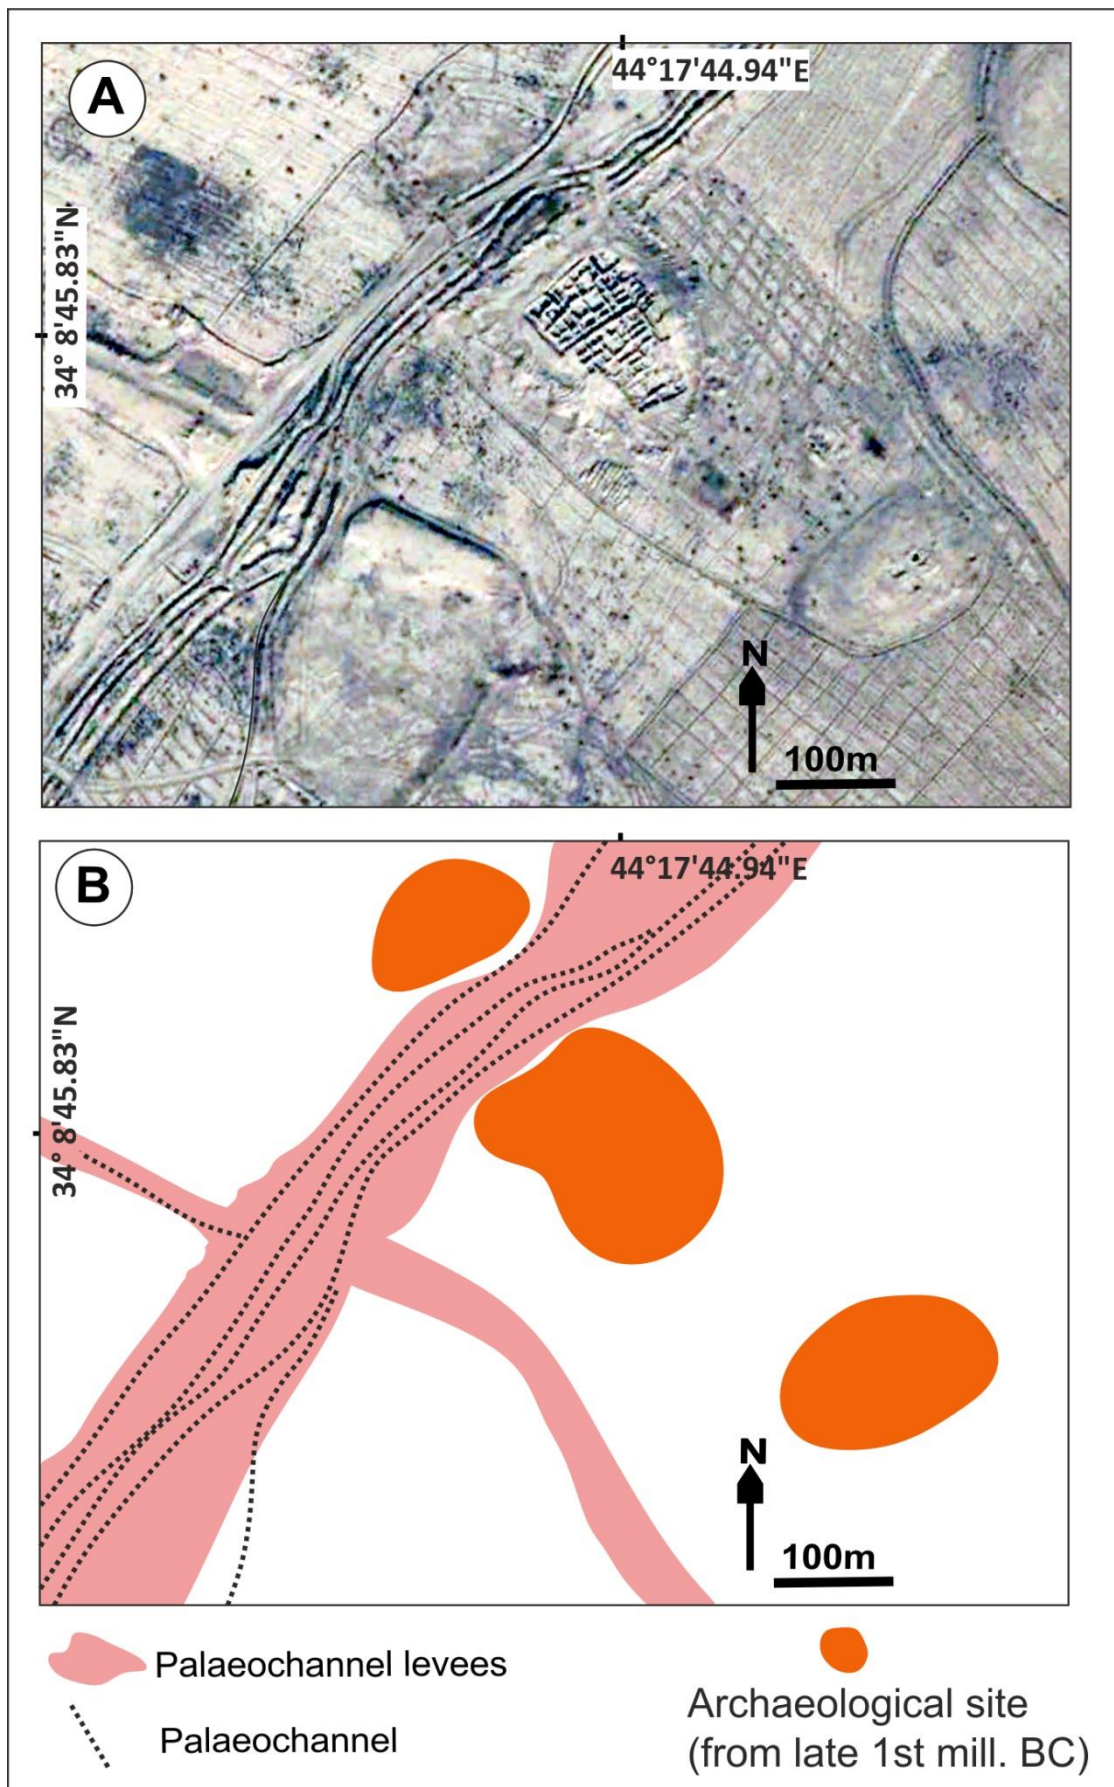 A
44°17'44.94"E
34° 8'45.83"N
N
100m
B
44°17'44.94"E
34° 8'45.83"N
N
100m
Palaeochannel levees
Palaeochannel
Archaeological site
(from late 1st mill. BC)